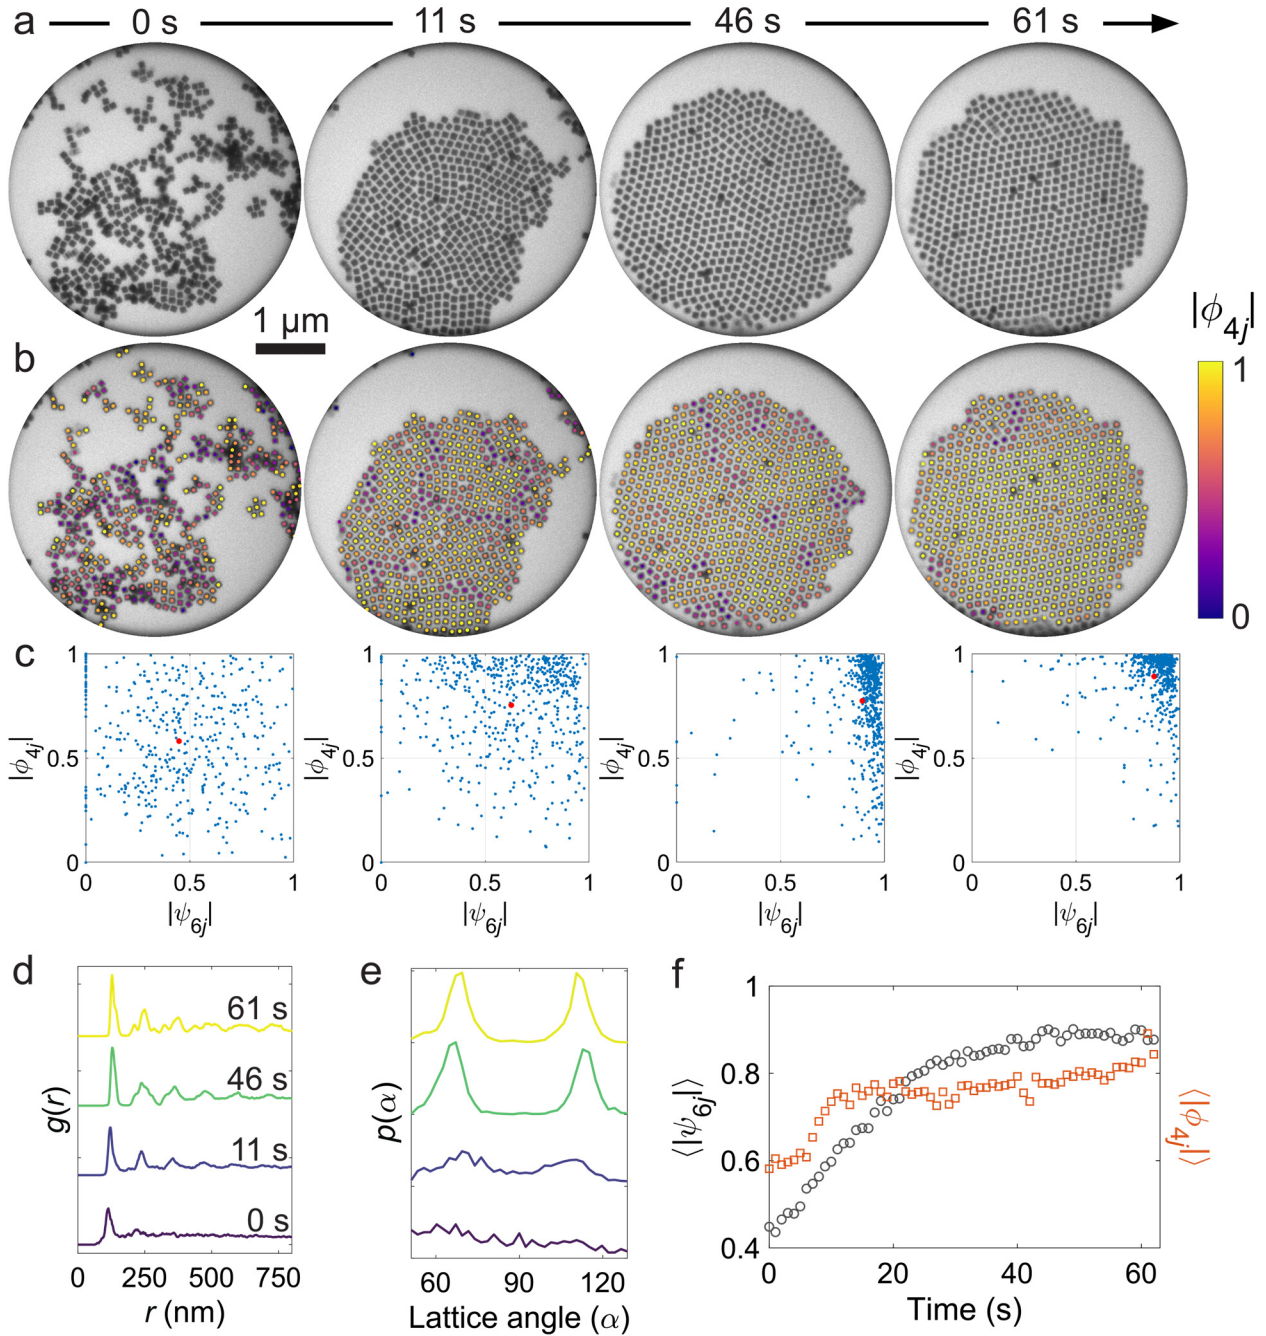 a 0 s 11 s 46 s 61 s
1 µm
|ϕ4j|
b
1
0
c
1 1 1 1
|ϕ4j| |ϕ4j| |ϕ4j| |ϕ4j|
0.5 0.5 0.5 0.5
0 0 0 0
0 0.5 1 0 0.5 1 0 0.5 1 0 0.5 1
|ψ6j| |ψ6j| |ψ6j| |ψ6j|
d
61 s
46 s
11 s
0 s
g(r)
0 250 500 750
r (nm)
e
p(α)
60 90 120
Lattice angle (α)
f
1
0.8
0.6
0.4
⟨|ψ6j|⟩
⟨|ϕ4j|⟩
0 20 40 60
Time (s)